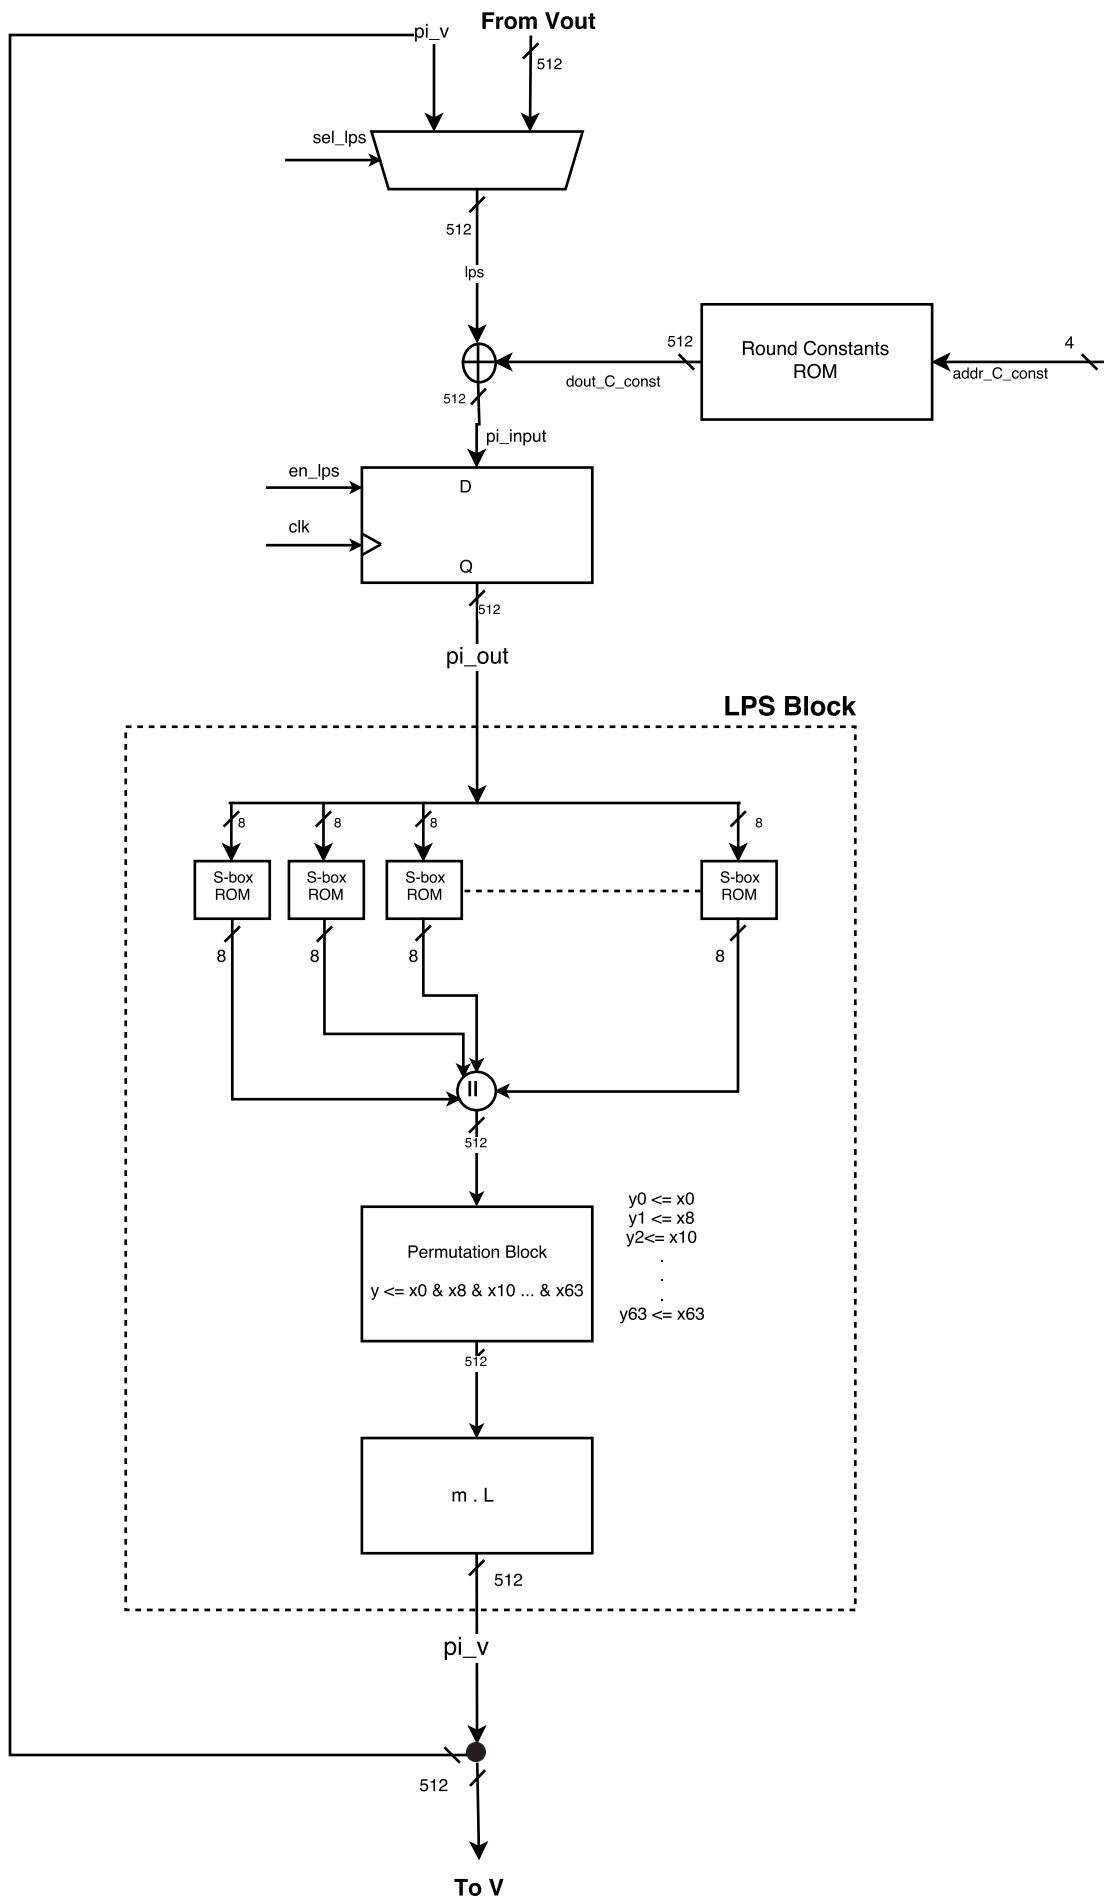 From Vout
pi_v
512
sel_lps
512
lps
512
Round Constants
ROM
4
addr_C_const
dout_C_const
512
pi_input
en_lps
D
clk
Q
512
pi_out
LPS Block
8
8
8
8
S-box
ROM
S-box
ROM
S-box
ROM
S-box
ROM
8
8
8
8
||
512
y0 <= x0
y1 <= x8
y2<= x10
.
.
.
y63 <= x63
Permutation Block
y <= x0 & x8 & x10 ... & x63
512
m . L
512
pi_v
512
To V